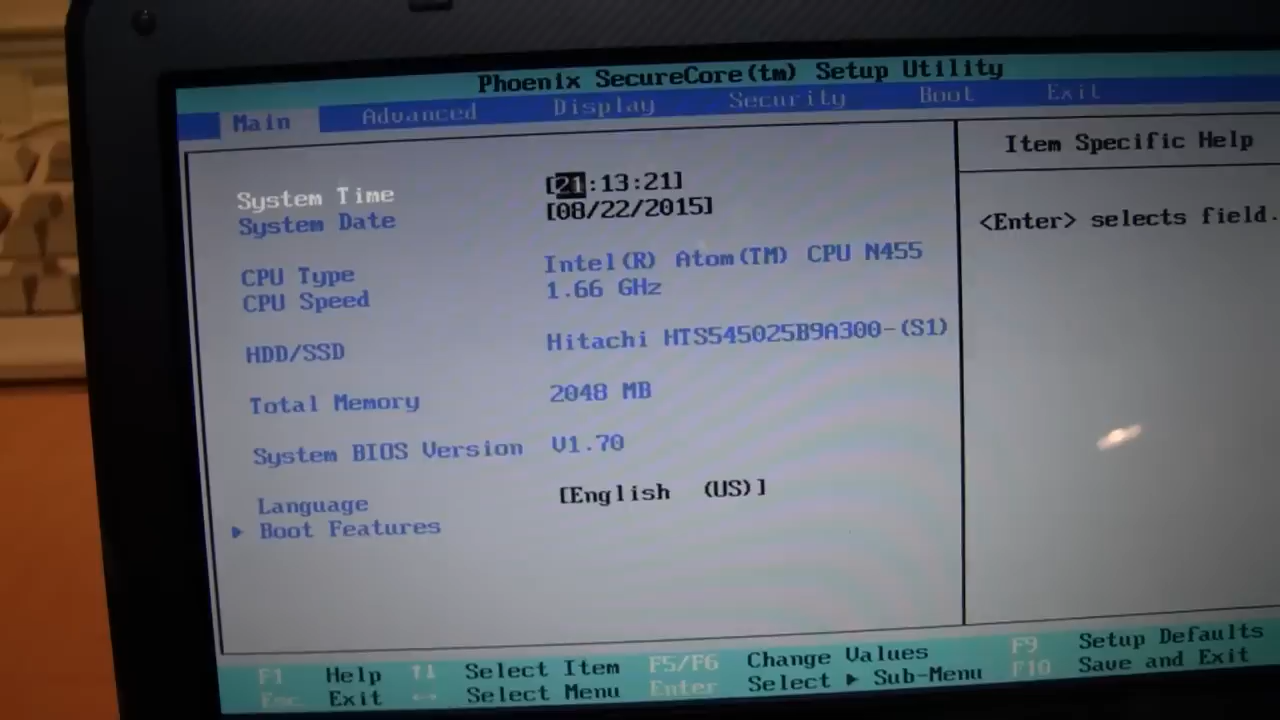 Phoenix SecureCore(tm) Setup Utility
Main Advanced Display Security Boot Exit
Item Specific Help
System Time [21:13:21]
System Date [08/22/2015]
<Enter> selects field.
CPU Type Intel(R) Atom(TM) CPU N455
CPU Speed 1.66 GHz
HDD/SSD Hitachi HTS545025B9A300-(S1)
Total Memory 2048 MB
System BIOS Version V1.70
Language [English (US)]
▶ Boot Features
F1 Help ↑↓ Select Item F5/F6 Change Values F9 Setup Defaults
Esc Exit ↔ Select Menu Enter Select ▶ Sub-Menu F10 Save and Exit